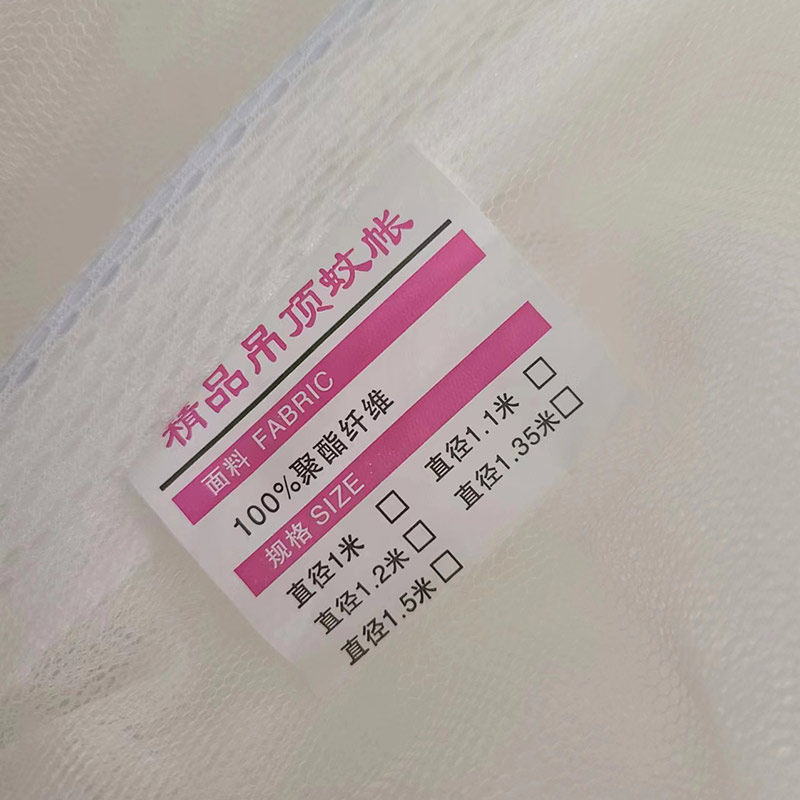 精品吊顶蚊帐
面料 FABRIC
100%聚酯纤维
规格 SIZE
直径1米 □ 直径1.1米 □
直径1.2米 □ 直径1.35米 □
直径1.5米 □